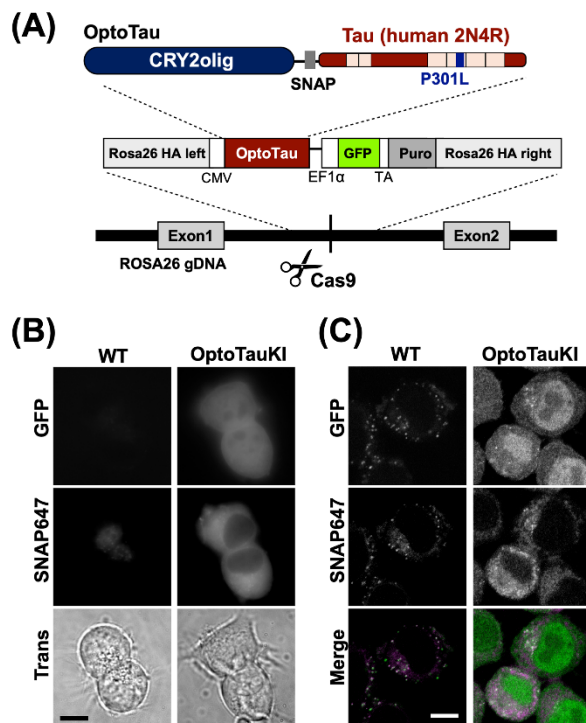 (A)
OptoTau
Tau (human 2N4R)
CRY2olig
SNAP
P301L
Rosa26 HA left
OptoTau
GFP
Puro
Rosa26 HA right
CMV
EF1α
TA
Exon1
Exon2
ROSA26 gDNA
Cas9
(B)
WT
OptoTauKI
GFP
SNAP647
Trans
(C)
WT
OptoTauKI
GFP
SNAP647
Merge